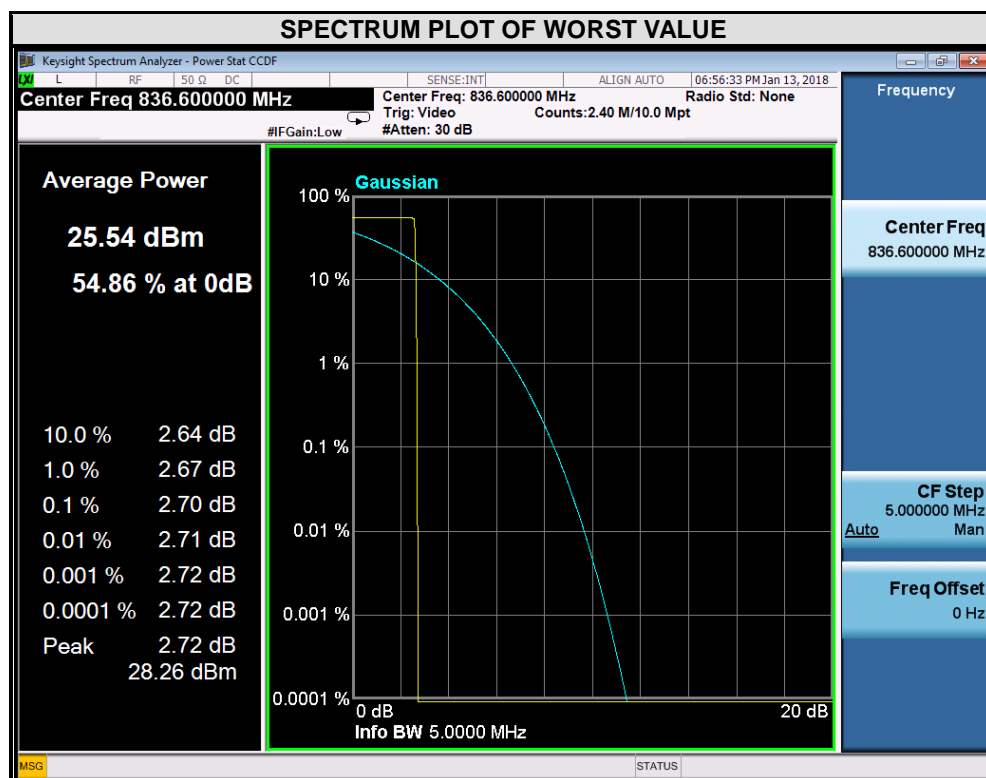 SPECTRUM PLOT OF WORST VALUE
Keysight Spectrum Analyzer - Power Stat CCDF
LXI L RF 50 Ω DC SENSE:INT ALIGN AUTO 06:56:33 PM Jan 13, 2018
Center Freq 836.600000 MHz
#IFGain:Low
Center Freq: 836.600000 MHz
Radio Std: None
Trig: Video
Counts:2.40 M/10.0 Mpt
#Atten: 30 dB
Average Power
25.54 dBm
54.86 % at 0dB
10.0 % 2.64 dB
1.0 % 2.67 dB
0.1 % 2.70 dB
0.01 % 2.71 dB
0.001 % 2.72 dB
0.0001 % 2.72 dB
Peak 2.72 dB
28.26 dBm
Gaussian
100 %
10 %
1 %
0.1 %
0.01 %
0.001 %
0.0001 %
0 dB
20 dB
Info BW 5.0000 MHz
Frequency
Center Freq
836.600000 MHz
CF Step
5.000000 MHz
Auto Man
Freq Offset
0 Hz
MSG
STATUS